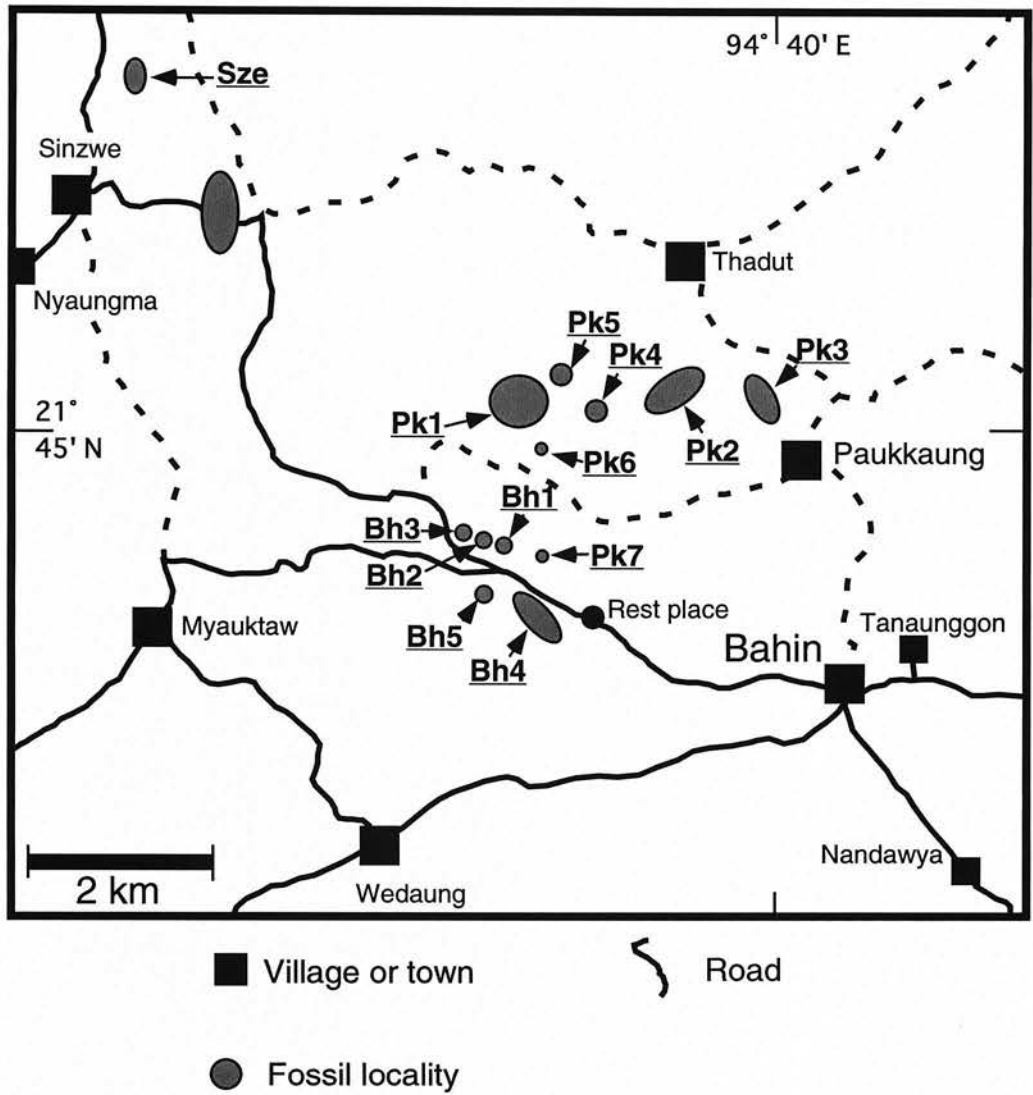 94° 40' E
Sze
Sinzwe
Thadut
Nyaungma
Pk5
Pk4
Pk3
21°
45' N
Pk1
Pk2
Paukkaung
Pk6
Bh1
Bh3
Pk7
Bh2
Rest place
Tanaunggon
Myauktaw
Bh5
Bahin
Bh4
Nandawya
2 km
Wedaung
Village or town
Road
Fossil locality